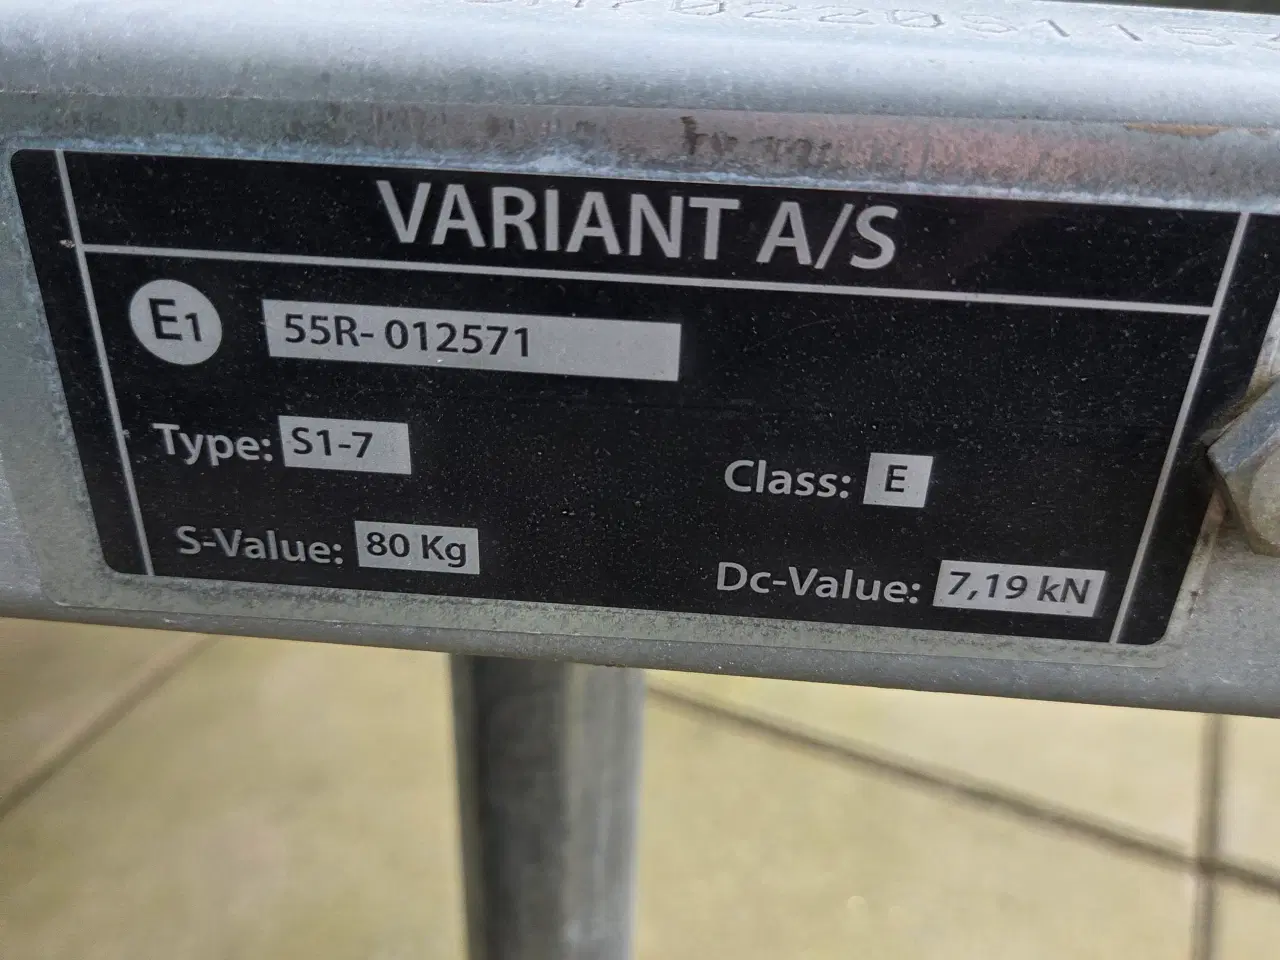 VARIANT A/S
E1 55R- 012571
Type: S1-7
Class: E
S-Value: 80 Kg
Dc-Value: 7,19 kN